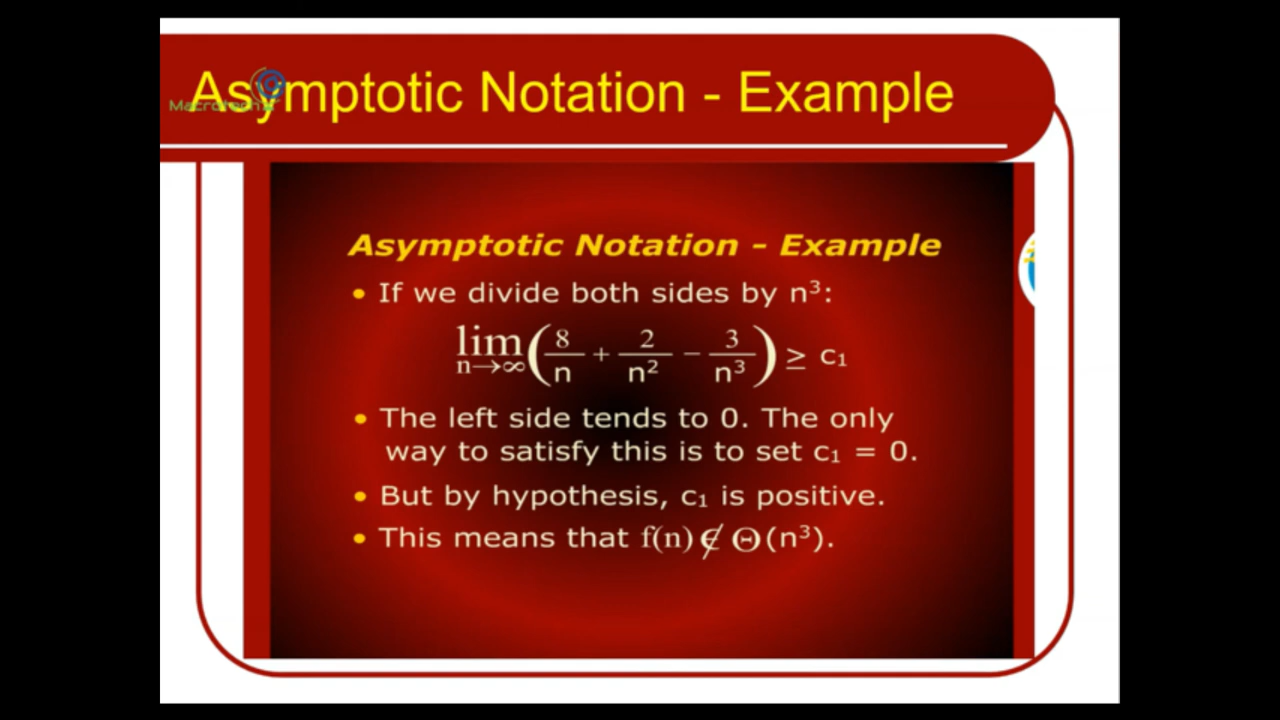 Asymptotic Notation - Example
Macrotech
Asymptotic Notation – Example
• If we divide both sides by n³:
lim n→∞ ( 8/n + 2/n² − 3/n³ ) ≥ c₁
• The left side tends to 0. The only
way to satisfy this is to set c₁ = 0.
• But by hypothesis, c₁ is positive.
• This means that f(n) ∉ Θ(n³).